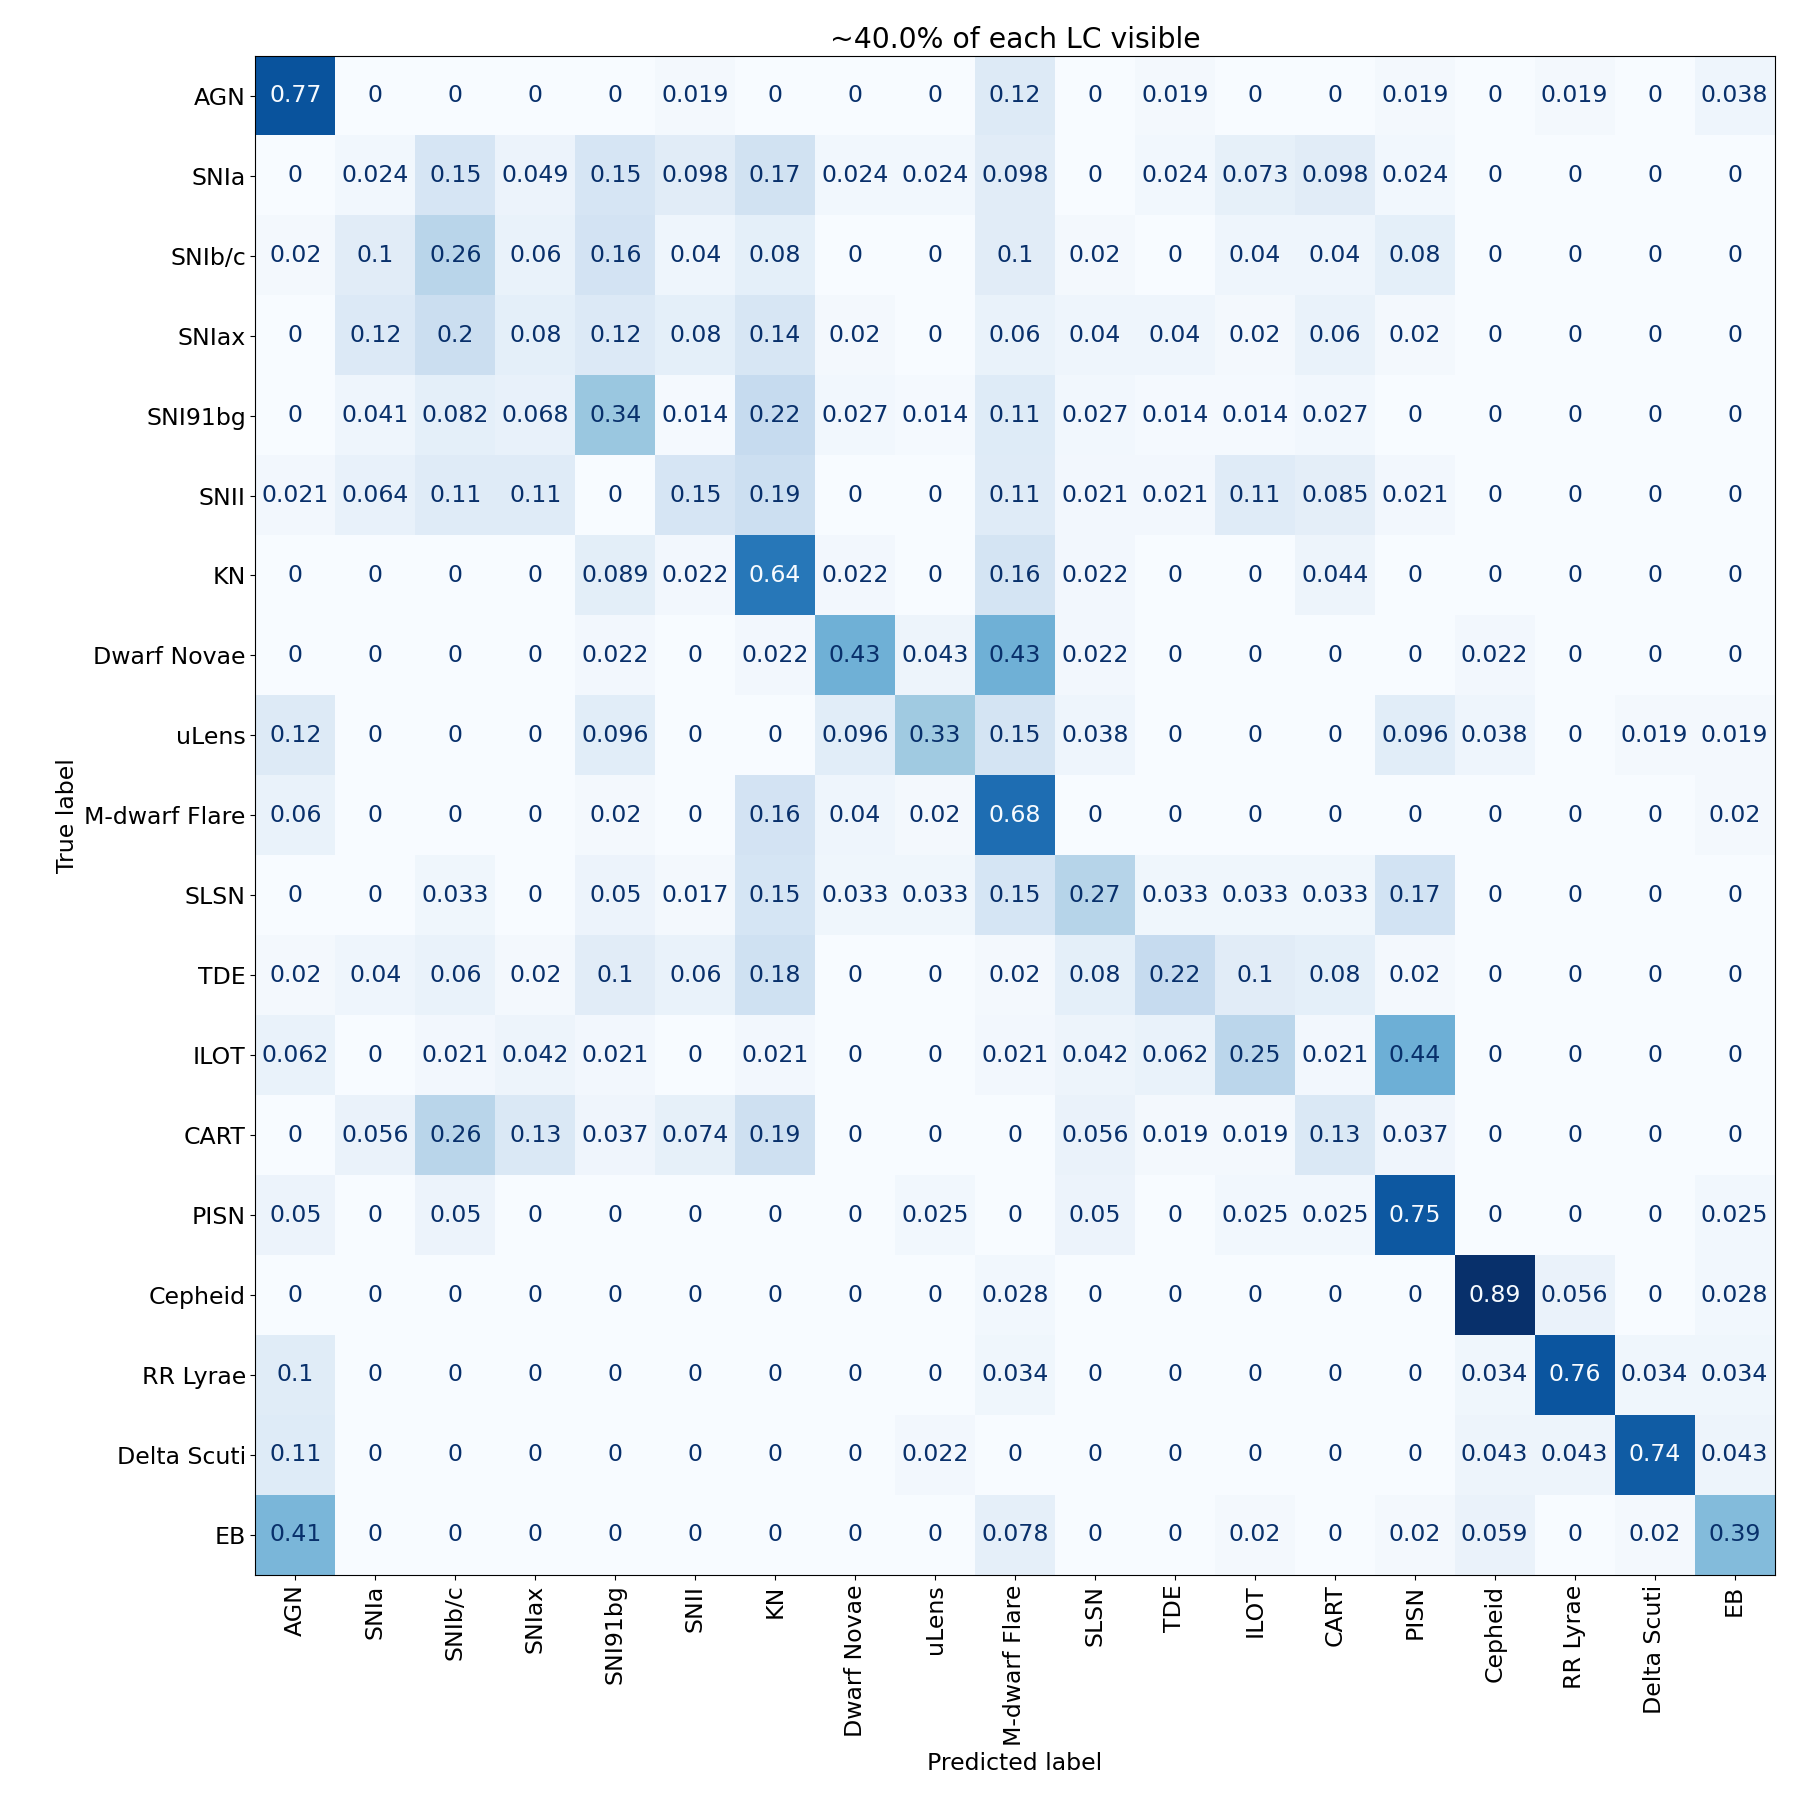 ~40.0% of each LC visible
AGN 0.77 0 0 0 0 0.019 0 0 0 0.12 0 0.019 0 0 0.019 0 0.019 0 0.038
SNIa 0 0.024 0.15 0.049 0.15 0.098 0.17 0.024 0.024 0.098 0 0.024 0.073 0.098 0.024 0 0 0 0
SNIb/c 0.02 0.1 0.26 0.06 0.16 0.04 0.08 0 0 0.1 0.02 0 0.04 0.04 0.08 0 0 0 0
SNIax 0 0.12 0.2 0.08 0.12 0.08 0.14 0.02 0 0.06 0.04 0.04 0.02 0.06 0.02 0 0 0 0
SNI91bg 0 0.041 0.082 0.068 0.34 0.014 0.22 0.027 0.014 0.11 0.027 0.014 0.014 0.027 0 0 0 0 0
SNII 0.021 0.064 0.11 0.11 0 0.15 0.19 0 0 0.11 0.021 0.021 0.11 0.085 0.021 0 0 0 0
KN 0 0 0 0 0.089 0.022 0.64 0.022 0 0.16 0.022 0 0 0.044 0 0 0 0 0
Dwarf Novae 0 0 0 0 0.022 0 0.022 0.43 0.043 0.43 0.022 0 0 0 0 0.022 0 0 0
uLens 0.12 0 0 0 0.096 0 0 0.096 0.33 0.15 0.038 0 0 0 0.096 0.038 0 0.019 0.019
M-dwarf Flare 0.06 0 0 0 0.02 0 0.16 0.04 0.02 0.68 0 0 0 0 0 0 0 0 0.02
SLSN 0 0 0.033 0 0.05 0.017 0.15 0.033 0.033 0.15 0.27 0.033 0.033 0.033 0.17 0 0 0 0
TDE 0.02 0.04 0.06 0.02 0.1 0.06 0.18 0 0 0.02 0.08 0.22 0.1 0.08 0.02 0 0 0 0
ILOT 0.062 0 0.021 0.042 0.021 0 0.021 0 0 0.021 0.042 0.062 0.25 0.021 0.44 0 0 0 0
CART 0 0.056 0.26 0.13 0.037 0.074 0.19 0 0 0 0.056 0.019 0.019 0.13 0.037 0 0 0 0
PISN 0.05 0 0.05 0 0 0 0 0 0.025 0 0.05 0 0.025 0.025 0.75 0 0 0 0.025
Cepheid 0 0 0 0 0 0 0 0 0 0.028 0 0 0 0 0 0.89 0.056 0 0.028
RR Lyrae 0.1 0 0 0 0 0 0 0 0 0.034 0 0 0 0 0 0.034 0.76 0.034 0.034
Delta Scuti 0.11 0 0 0 0 0 0 0 0.022 0 0 0 0 0 0 0.043 0.043 0.74 0.043
EB 0.41 0 0 0 0 0 0 0 0 0.078 0 0 0.02 0 0.02 0.059 0 0.02 0.39
True label
AGN SNIa SNIb/c SNIax SNI91bg SNII KN Dwarf Novae uLens M-dwarf Flare SLSN TDE ILOT CART PISN Cepheid RR Lyrae Delta Scuti EB
Predicted label